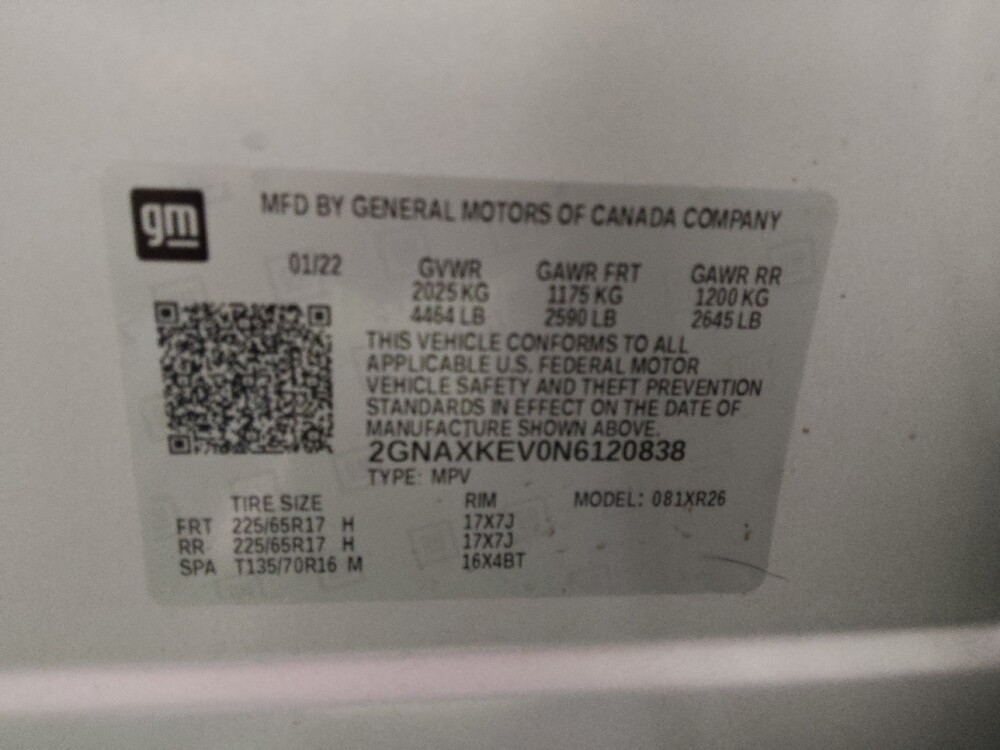 gm
MFD BY GENERAL MOTORS OF CANADA COMPANY
01/22 GVWR GAWR FRT GAWR RR
2025 KG 1175 KG 1200 KG
4464 LB 2590 LB 2645 LB
THIS VEHICLE CONFORMS TO ALL
APPLICABLE U.S. FEDERAL MOTOR
VEHICLE SAFETY AND THEFT PREVENTION
STANDARDS IN EFFECT ON THE DATE OF
MANUFACTURE SHOWN ABOVE.
2GNAXKEV0N6120838
TYPE: MPV
TIRE SIZE RIM MODEL: 081XR26
FRT 225/65R17 H 17X7J
RR 225/65R17 H 17X7J
SPA T135/70R16 M 16X4BT